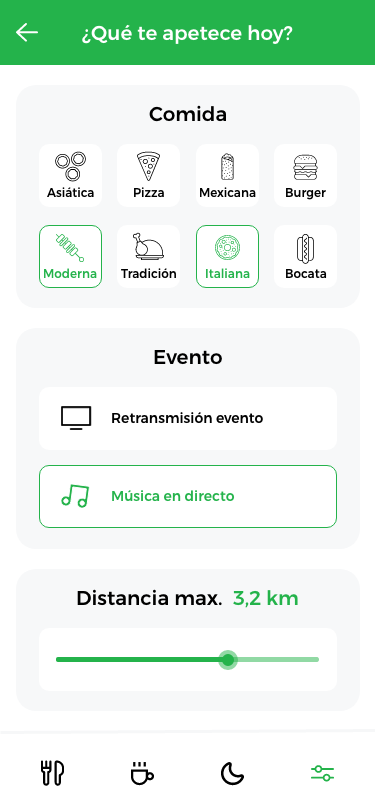 ¿Qué te apetece hoy?
Comida
Asiática Pizza Mexicana Burger
Moderna Tradición Italiana Bocata
Evento
Retransmisión evento
Música en directo
Distancia max. 3,2 km